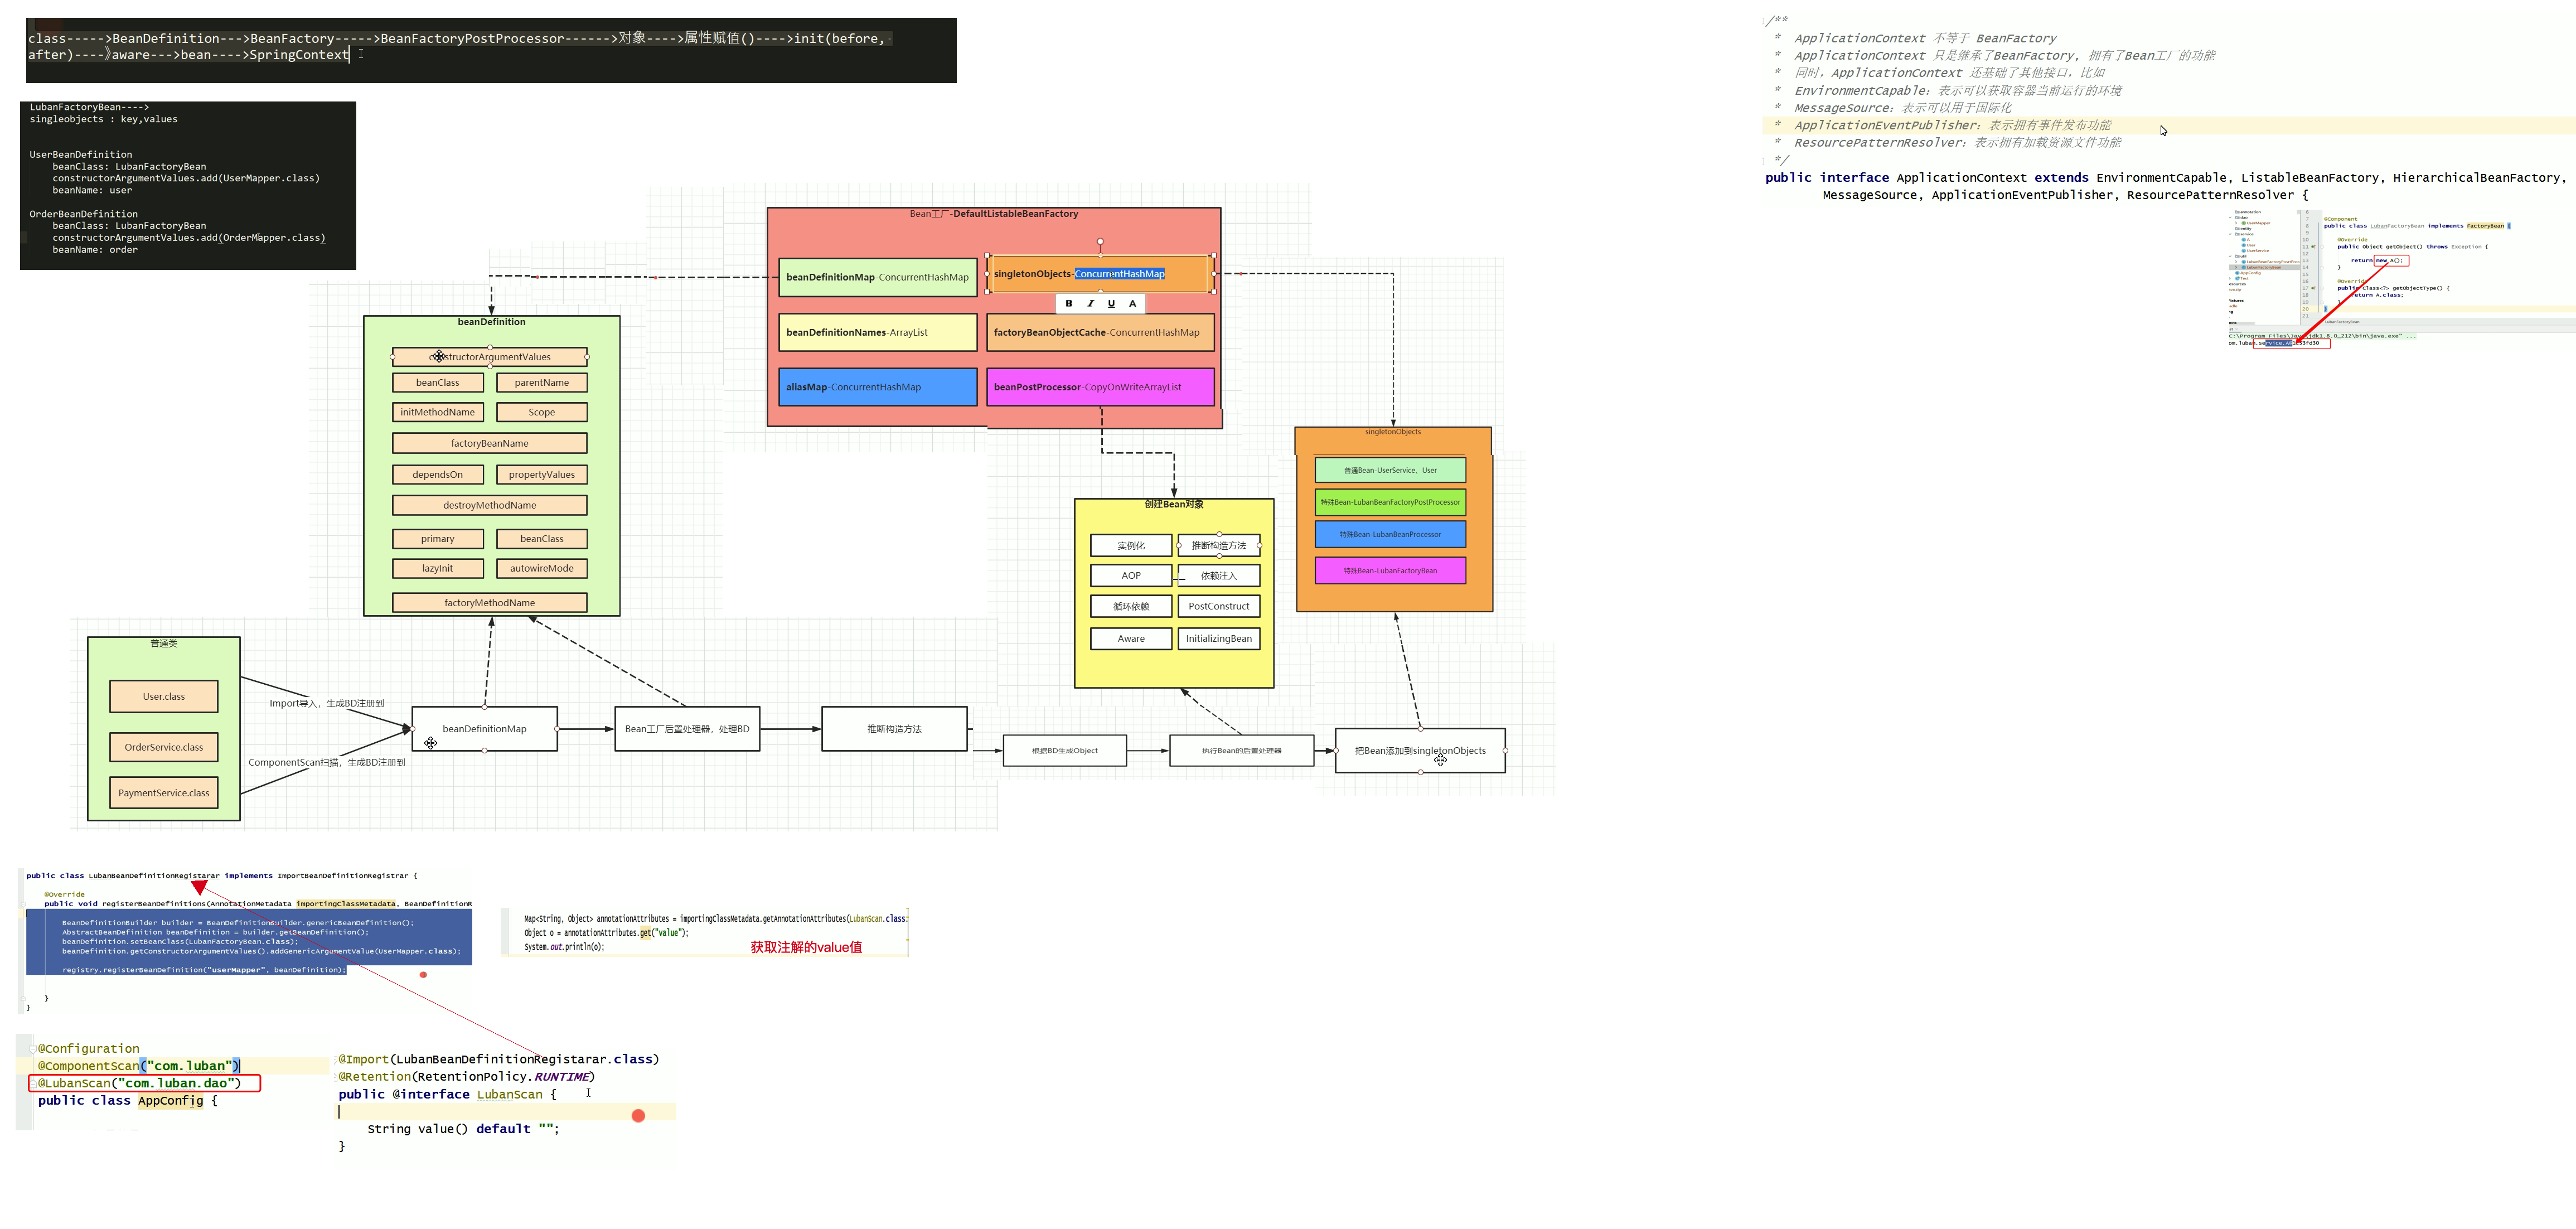 class----->BeanDefinition--->BeanFactory----->BeanFactoryPostProcessor------>对象---->属性赋值()---->init(before,
after)----》aware--->bean---->SpringContext
LubanFactoryBean---->
singleobjects : key,values
UserBeanDefinition
beanClass: LubanFactoryBean
constructorArgumentValues.add(UserMapper.class)
beanName: user
OrderBeanDefinition
beanClass: LubanFactoryBean
constructorArgumentValues.add(OrderMapper.class)
beanName: order
/**
* ApplicationContext 不等于 BeanFactory
* ApplicationContext 只是继承了BeanFactory, 拥有了Bean工厂的功能
* 同时，ApplicationContext 还基础了其他接口，比如
* EnvironmentCapable：表示可以获取容器当前运行的环境
* MessageSource：表示可以用于国际化
* ApplicationEventPublisher：表示拥有事件发布功能
* ResourcePatternResolver：表示拥有加载资源文件功能
*/
public interface ApplicationContext extends EnvironmentCapable, ListableBeanFactory, HierarchicalBeanFactory,
MessageSource, ApplicationEventPublisher, ResourcePatternResolver {
@Component
public class LubanFactoryBean implements FactoryBean {
@Override
public Object getObject() throws Exception {
return new A();
}
@Override
public Class<?> getObjectType() {
return A.class;
Bean工厂-DefaultListableBeanFactory
beanDefinitionMap-ConcurrentHashMap
singletonObjects-ConcurrentHashMap
B I U A
beanDefinitionNames-ArrayList
factoryBeanObjectCache-ConcurrentHashMap
aliasMap-ConcurrentHashMap
beanPostProcessor-CopyOnWriteArrayList
beanDefinition
constructorArgumentValues
beanClass
parentName
initMethodName
Scope
factoryBeanName
dependsOn
propertyValues
destroyMethodName
primary
beanClass
lazyInit
autowireMode
factoryMethodName
创建Bean对象
实例化
推断构造方法
AOP
依赖注入
循环依赖
PostConstruct
Aware
InitializingBean
singletonObjects
普通Bean-UserService、User
特殊Bean-LubanBeanFactoryPostProcessor
特殊Bean-LubanBeanProcessor
特殊Bean-LubanFactoryBean
普通类
User.class
OrderService.class
PaymentService.class
Import导入，生成BD注册到
ComponentScan扫描，生成BD注册到
beanDefinitionMap
Bean工厂后置处理器，处理BD
推断构造方法
根据BD生成Object
执行Bean的后置处理器
把Bean添加到singletonObjects
public class LubanBeanDefinitionRegistarar implements ImportBeanDefinitionRegistrar {
@Override
public void registerBeanDefinitions(AnnotationMetadata importingClassMetadata, BeanDefinitionR
BeanDefinitionBuilder builder = BeanDefinitionBuilder.genericBeanDefinition();
AbstractBeanDefinition beanDefinition = builder.getBeanDefinition();
beanDefinition.setBeanClass(LubanFactoryBean.class);
beanDefinition.getConstructorArgumentValues().addGenericArgumentValue(UserMapper.class);
registry.registerBeanDefinition("userMapper", beanDefinition);
}
}
Map<String, Object> annotationAttributes = importingClassMetadata.getAnnotationAttributes(LubanScan.class.
Object o = annotationAttributes.get("value");
System.out.println(o);
获取注解的value值
@Configuration
@ComponentScan("com.luban")
@LubanScan("com.luban.dao")
public class AppConfig {
@Import(LubanBeanDefinitionRegistarar.class)
@Retention(RetentionPolicy.RUNTIME)
public @interface LubanScan {
String value() default "";
}